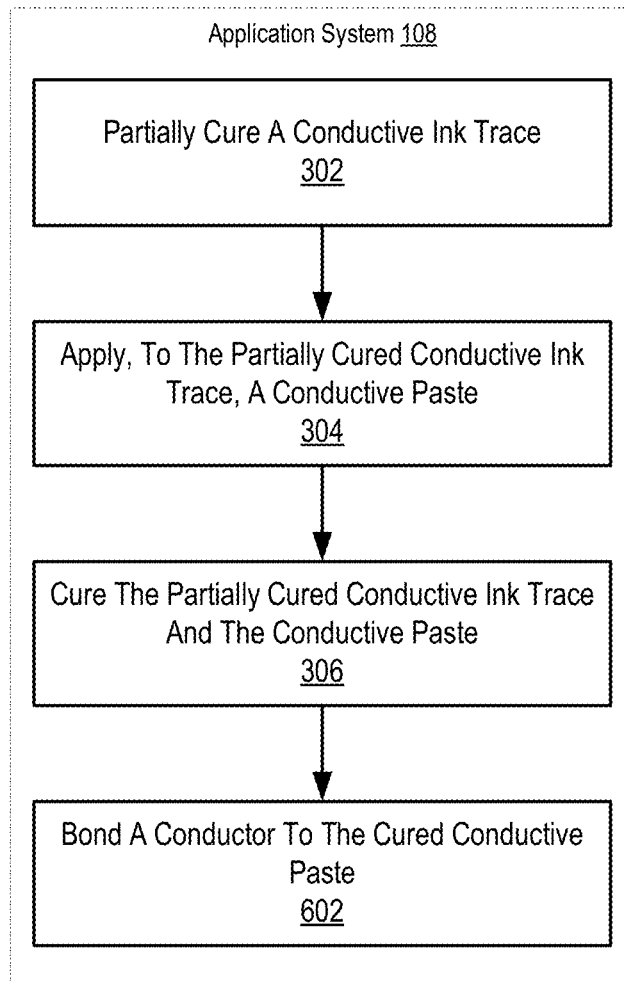 Application System 108
Partially Cure A Conductive Ink Trace
302
Apply, To The Partially Cured Conductive Ink
Trace, A Conductive Paste
304
Cure The Partially Cured Conductive Ink Trace
And The Conductive Paste
306
Bond A Conductor To The Cured Conductive
Paste
602